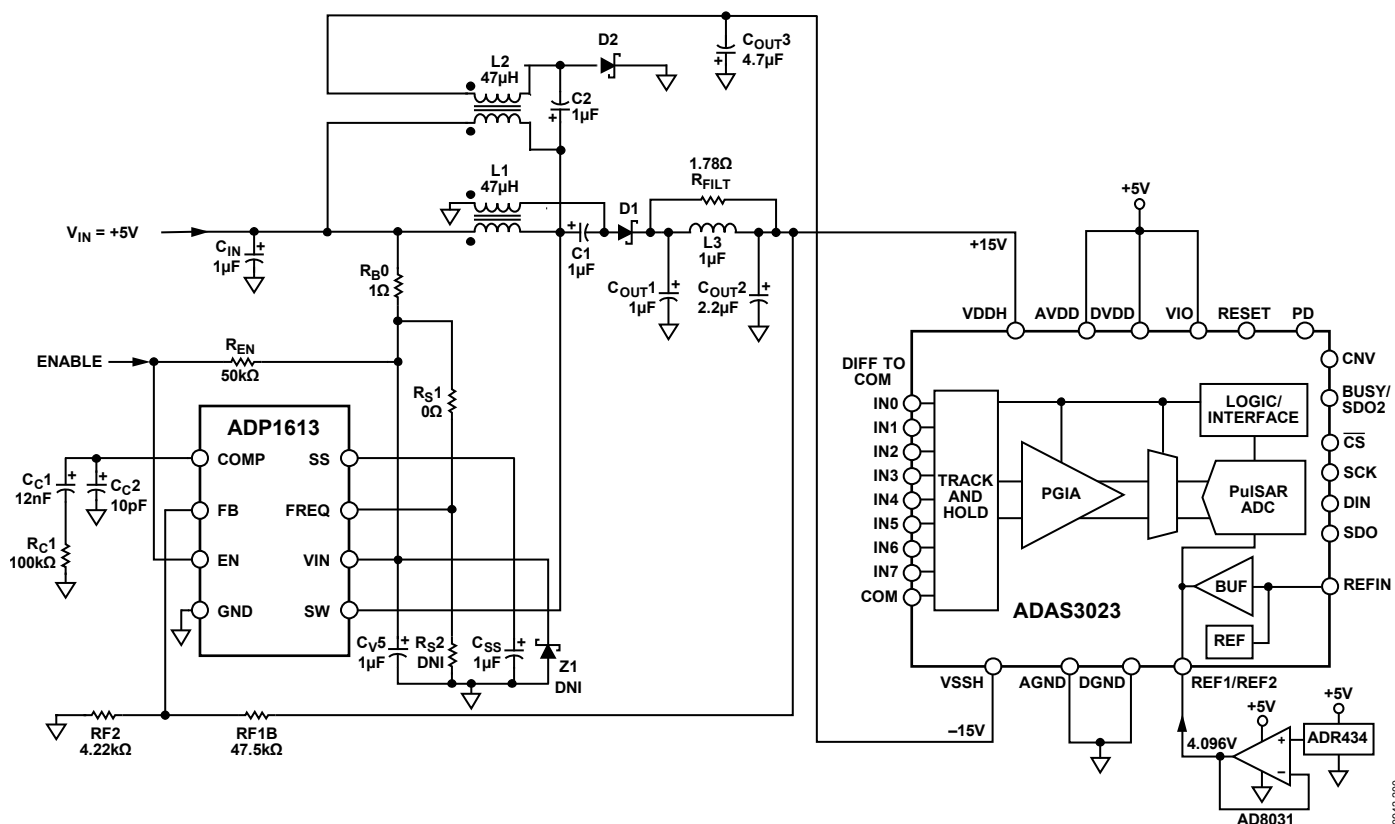 D2
COUT3
4.7µF
L2
47µH
C2
1µF
+
L1
47µH
1.78Ω
RFILT
D1
+5V
VIN = +5V
CIN
1µF
+
+
C1
1µF
L3
1µF
+15V
RB0
1Ω
COUT1
1µF
+
COUT2
2.2µF
+
VDDH
AVDD
DVDD
VIO
RESET
PD
ENABLE
REN
50kΩ
RS1
0Ω
DIFF TO
COM
IN0
IN1
IN2
IN3
IN4
IN5
IN6
IN7
COM
TRACK
AND
HOLD
PGIA
LOGIC/
INTERFACE
PulSAR
ADC
BUF
REF
ADAS3023
CNV
BUSY/
SDO2
CS
SCK
DIN
SDO
REFIN
ADP1613
COMP
FB
EN
GND
SS
FREQ
VIN
SW
CC1
12nF
+
CC2
10pF
+
RC1
100kΩ
CV5
1µF
+
RS2
DNI
CSS
1µF
+
Z1
DNI
VSSH
AGND
DGND
REF1/REF2
RF2
4.22kΩ
RF1B
47.5kΩ
–15V
4.096V
+5V
+5V
+
−
ADR434
AD8031